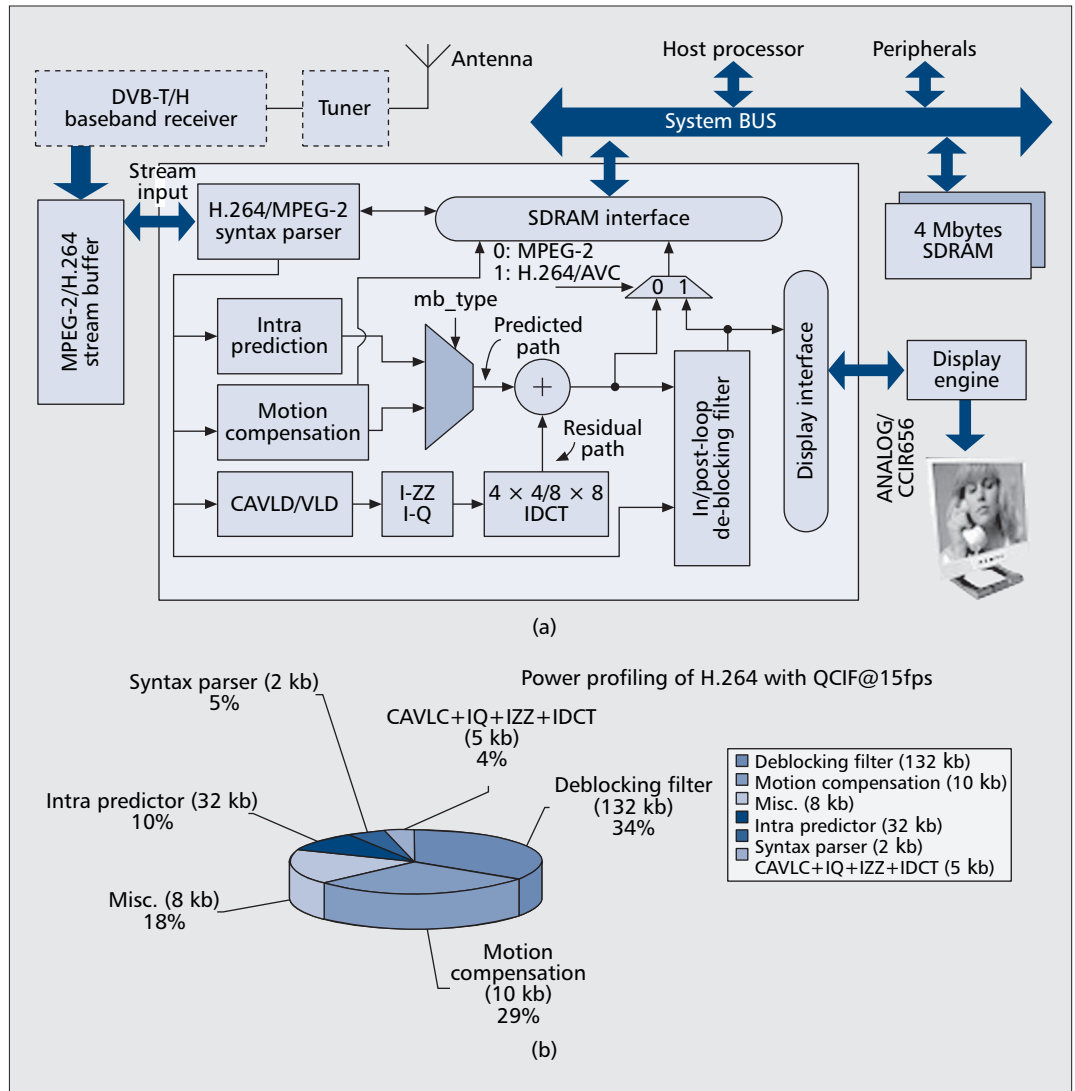 Antenna
Host processor
Peripherals
DVB-T/H
baseband receiver
Tuner
System BUS
Stream
input
MPEG-2/H.264
stream buffer
H.264/MPEG-2
syntax parser
SDRAM interface
4 Mbytes
SDRAM
0: MPEG-2
1: H.264/AVC
0 1
mb_type
Intra
prediction
Predicted
path
+
Motion
compensation
Residual
path
CAVLD/VLD
I-ZZ
I-Q
4 × 4/8 × 8
IDCT
In/post-loop
de-blocking filter
Display interface
Display
engine
ANALOG/
CCIR656
(a)
Power profiling of H.264 with QCIF@15fps
Syntax parser (2 kb)
5%
CAVLC+IQ+IZZ+IDCT
(5 kb)
4%
Deblocking filter
(132 kb)
34%
Intra predictor (32 kb)
10%
Misc. (8 kb)
18%
Motion
compensation
(10 kb)
29%
Deblocking filter (132 kb)
Motion compensation (10 kb)
Misc. (8 kb)
Intra predictor (32 kb)
Syntax parser (2 kb)
CAVLC+IQ+IZZ+IDCT (5 kb)
(b)